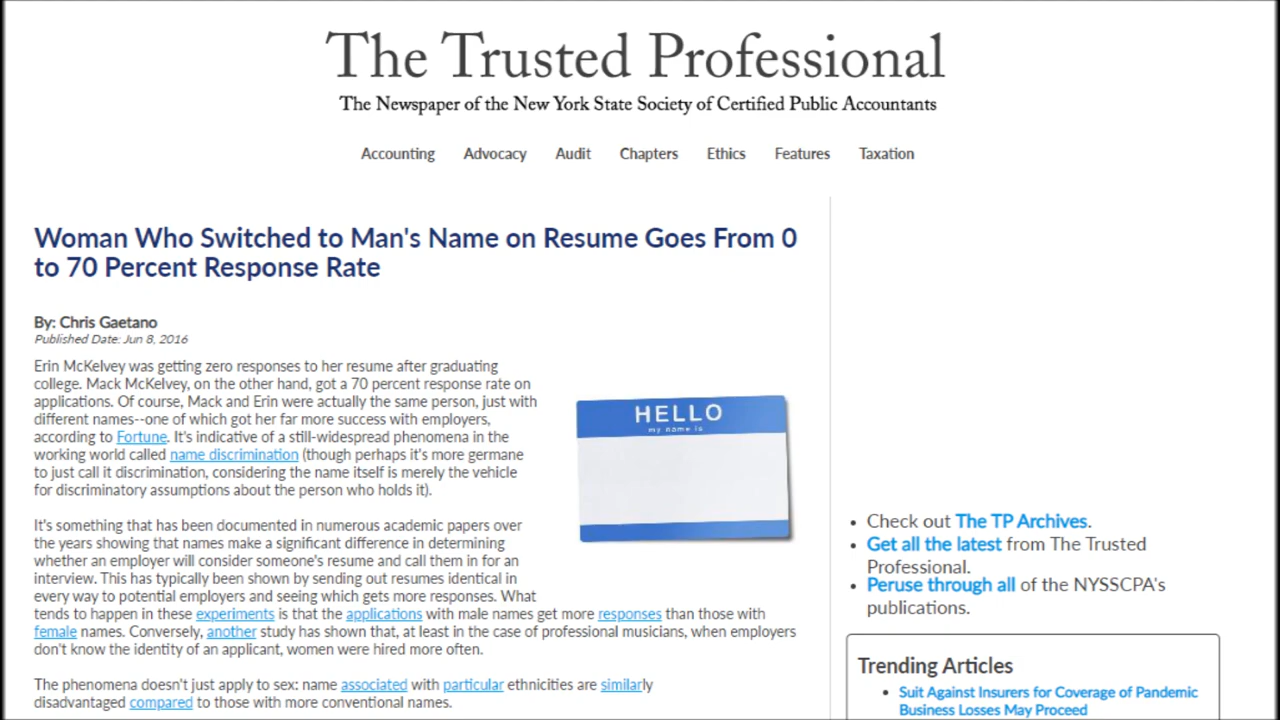 The Trusted Professional
The Newspaper of the New York State Society of Certified Public Accountants
Accounting Advocacy Audit Chapters Ethics Features Taxation
Woman Who Switched to Man's Name on Resume Goes From 0
to 70 Percent Response Rate
By: Chris Gaetano
Published Date: Jun 8, 2016
Erin McKelvey was getting zero responses to her resume after graduating
college. Mack McKelvey, on the other hand, got a 70 percent response rate on
applications. Of course, Mack and Erin were actually the same person, just with
different names--one of which got her far more success with employers,
according to Fortune. It's indicative of a still-widespread phenomena in the
working world called name discrimination (though perhaps it's more germane
to just call it discrimination, considering the name itself is merely the vehicle
for discriminatory assumptions about the person who holds it).
HELLO
my name is
It's something that has been documented in numerous academic papers over
the years showing that names make a significant difference in determining
whether an employer will consider someone's resume and call them in for an
interview. This has typically been shown by sending out resumes identical in
every way to potential employers and seeing which gets more responses. What
tends to happen in these experiments is that the applications with male names get more responses than those with
female names. Conversely, another study has shown that, at least in the case of professional musicians, when employers
don't know the identity of an applicant, women were hired more often.
The phenomena doesn't just apply to sex: name associated with particular ethnicities are similarly
disadvantaged compared to those with more conventional names.
• Check out The TP Archives.
• Get all the latest from The Trusted
Professional.
• Peruse through all of the NYSSCPA's
publications.
Trending Articles
• Suit Against Insurers for Coverage of Pandemic
Business Losses May Proceed